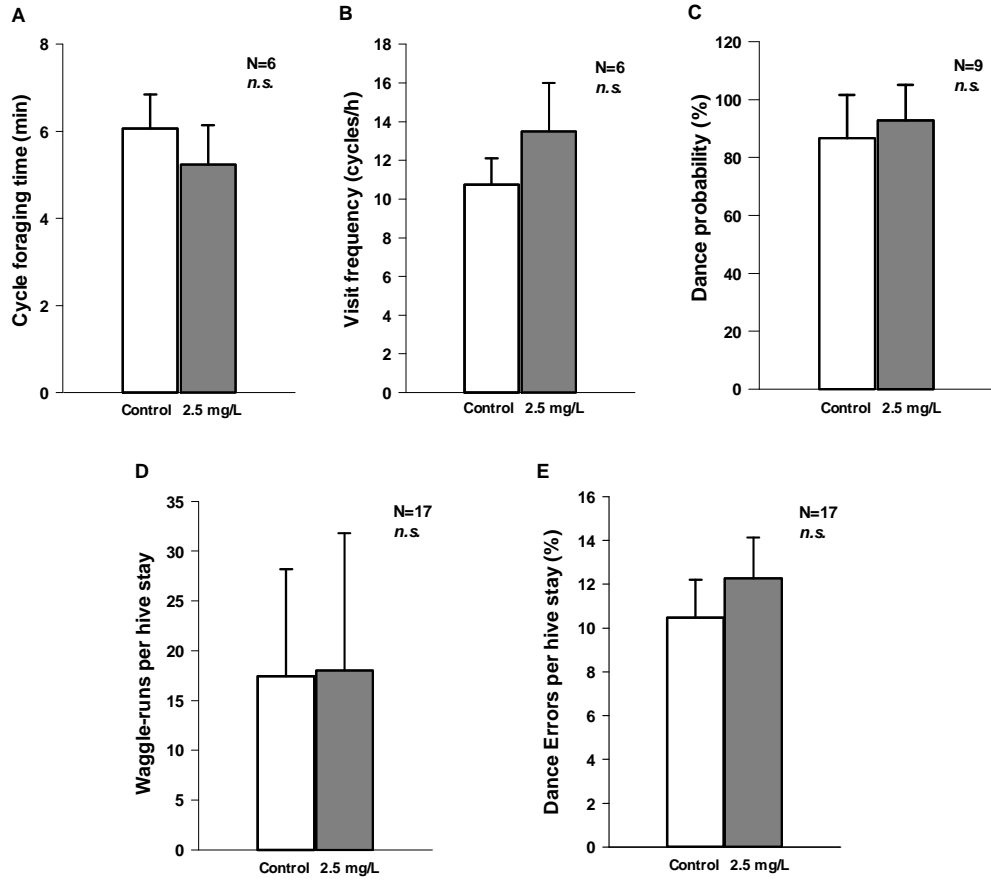 A
Cycle foraging time (min)
8
6
4
2
0
N=6
n.s.
Control 2.5 mg/L
B
Visit frequency (cycles/h)
18
16
14
12
10
8
6
4
2
0
N=6
n.s.
Control 2.5 mg/L
C
Dance probability (%)
120
100
80
60
40
20
0
N=9
n.s.
Control 2.5 mg/L
D
Waggle-runs per hive stay
35
30
25
20
15
10
5
0
N=17
n.s.
Control 2.5 mg/L
E
Dance Errors per hive stay (%)
16
14
12
10
8
6
4
2
0
N=17
n.s.
Control 2.5 mg/L